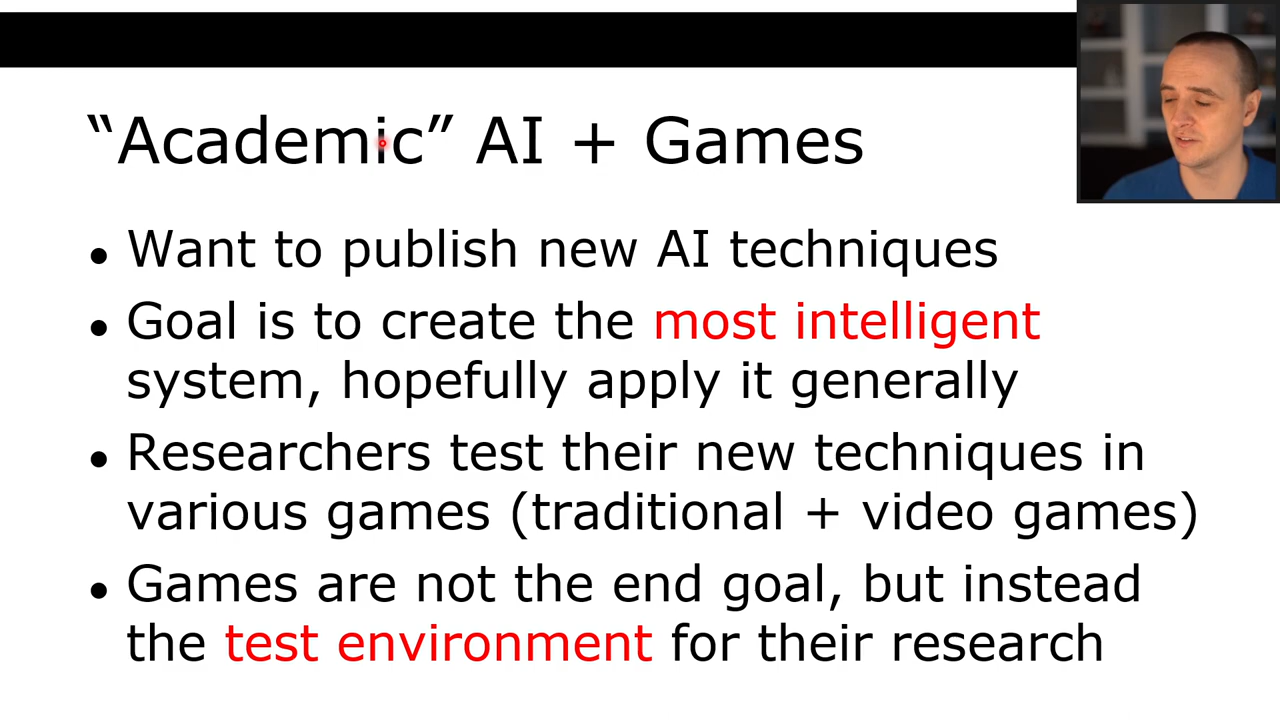 “Academic” AI + Games
● Want to publish new AI techniques
● Goal is to create the most intelligent
system, hopefully apply it generally
● Researchers test their new techniques in
various games (traditional + video games)
● Games are not the end goal, but instead
the test environment for their research